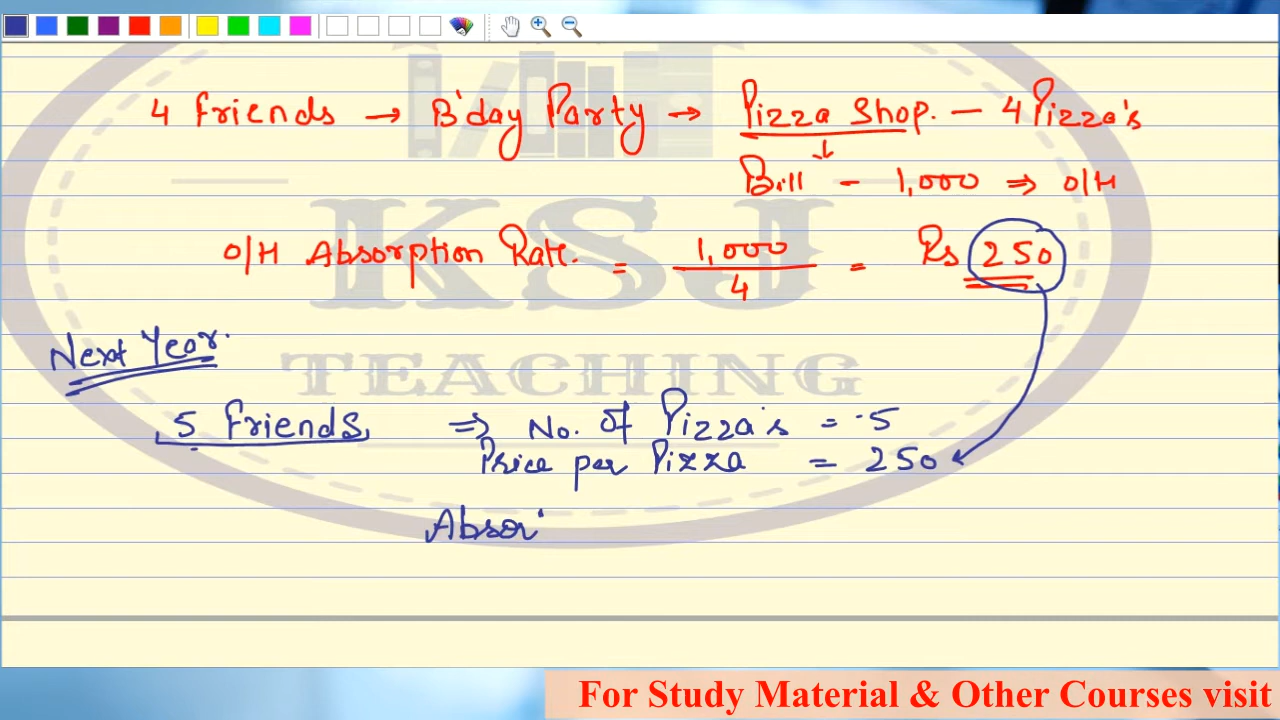 4 friends → B'day Party → Pizza Shop. – 4 Pizza's
↓
Bill – 1,000 ⇒ O/H
O/H Absorption Rate. = 1,000 / 4 = Rs 250
Next Year.
5 friends ⇒ No. of Pizza's = 5
Price per Pizza = 250
Absor
KSJ
TEACHING
For Study Material & Other Courses visit